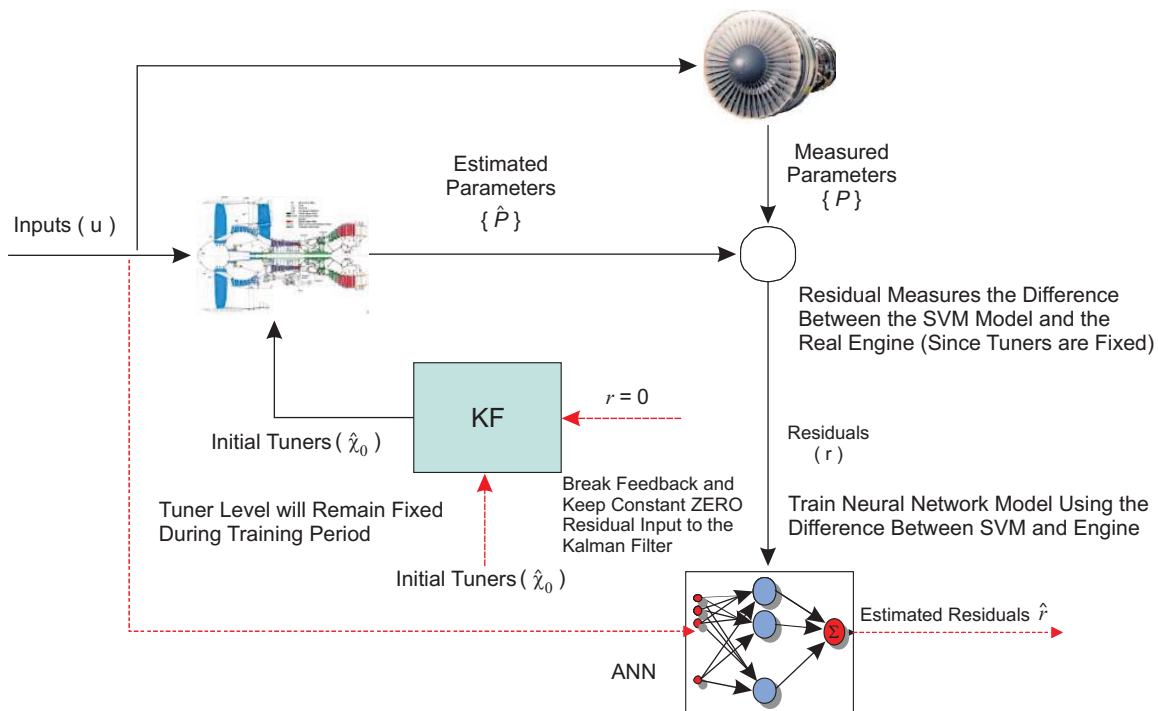 Inputs ( u )
Estimated
Parameters
{ P̂ }
Measured
Parameters
{ P }
Residual Measures the Difference
Between the SVM Model and the
Real Engine (Since Tuners are Fixed)
KF
r = 0
Initial Tuners ( χ̂₀ )
Residuals
( r )
Break Feedback and
Keep Constant ZERO
Residual Input to the
Kalman Filter
Tuner Level will Remain Fixed
During Training Period
Train Neural Network Model Using the
Difference Between SVM and Engine
Initial Tuners ( χ̂₀ )
Σ
Estimated Residuals r̂
ANN